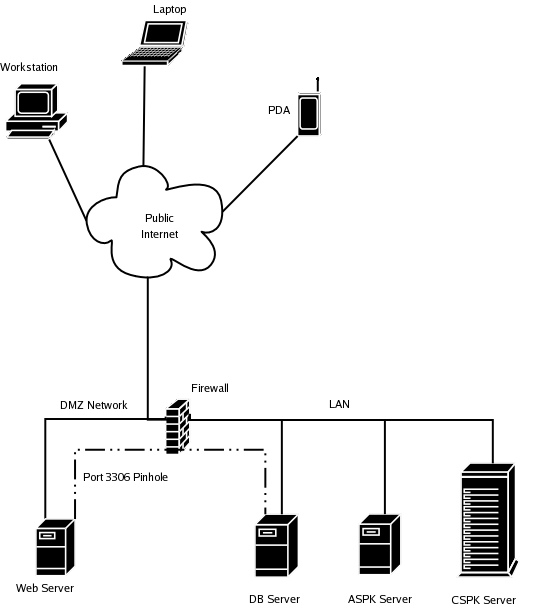 Laptop
Workstation
PDA
Public
Internet
Firewall
DMZ Network
LAN
Port 3306 Pinhole
Web Server
DB Server
ASPK Server
CSPK Server